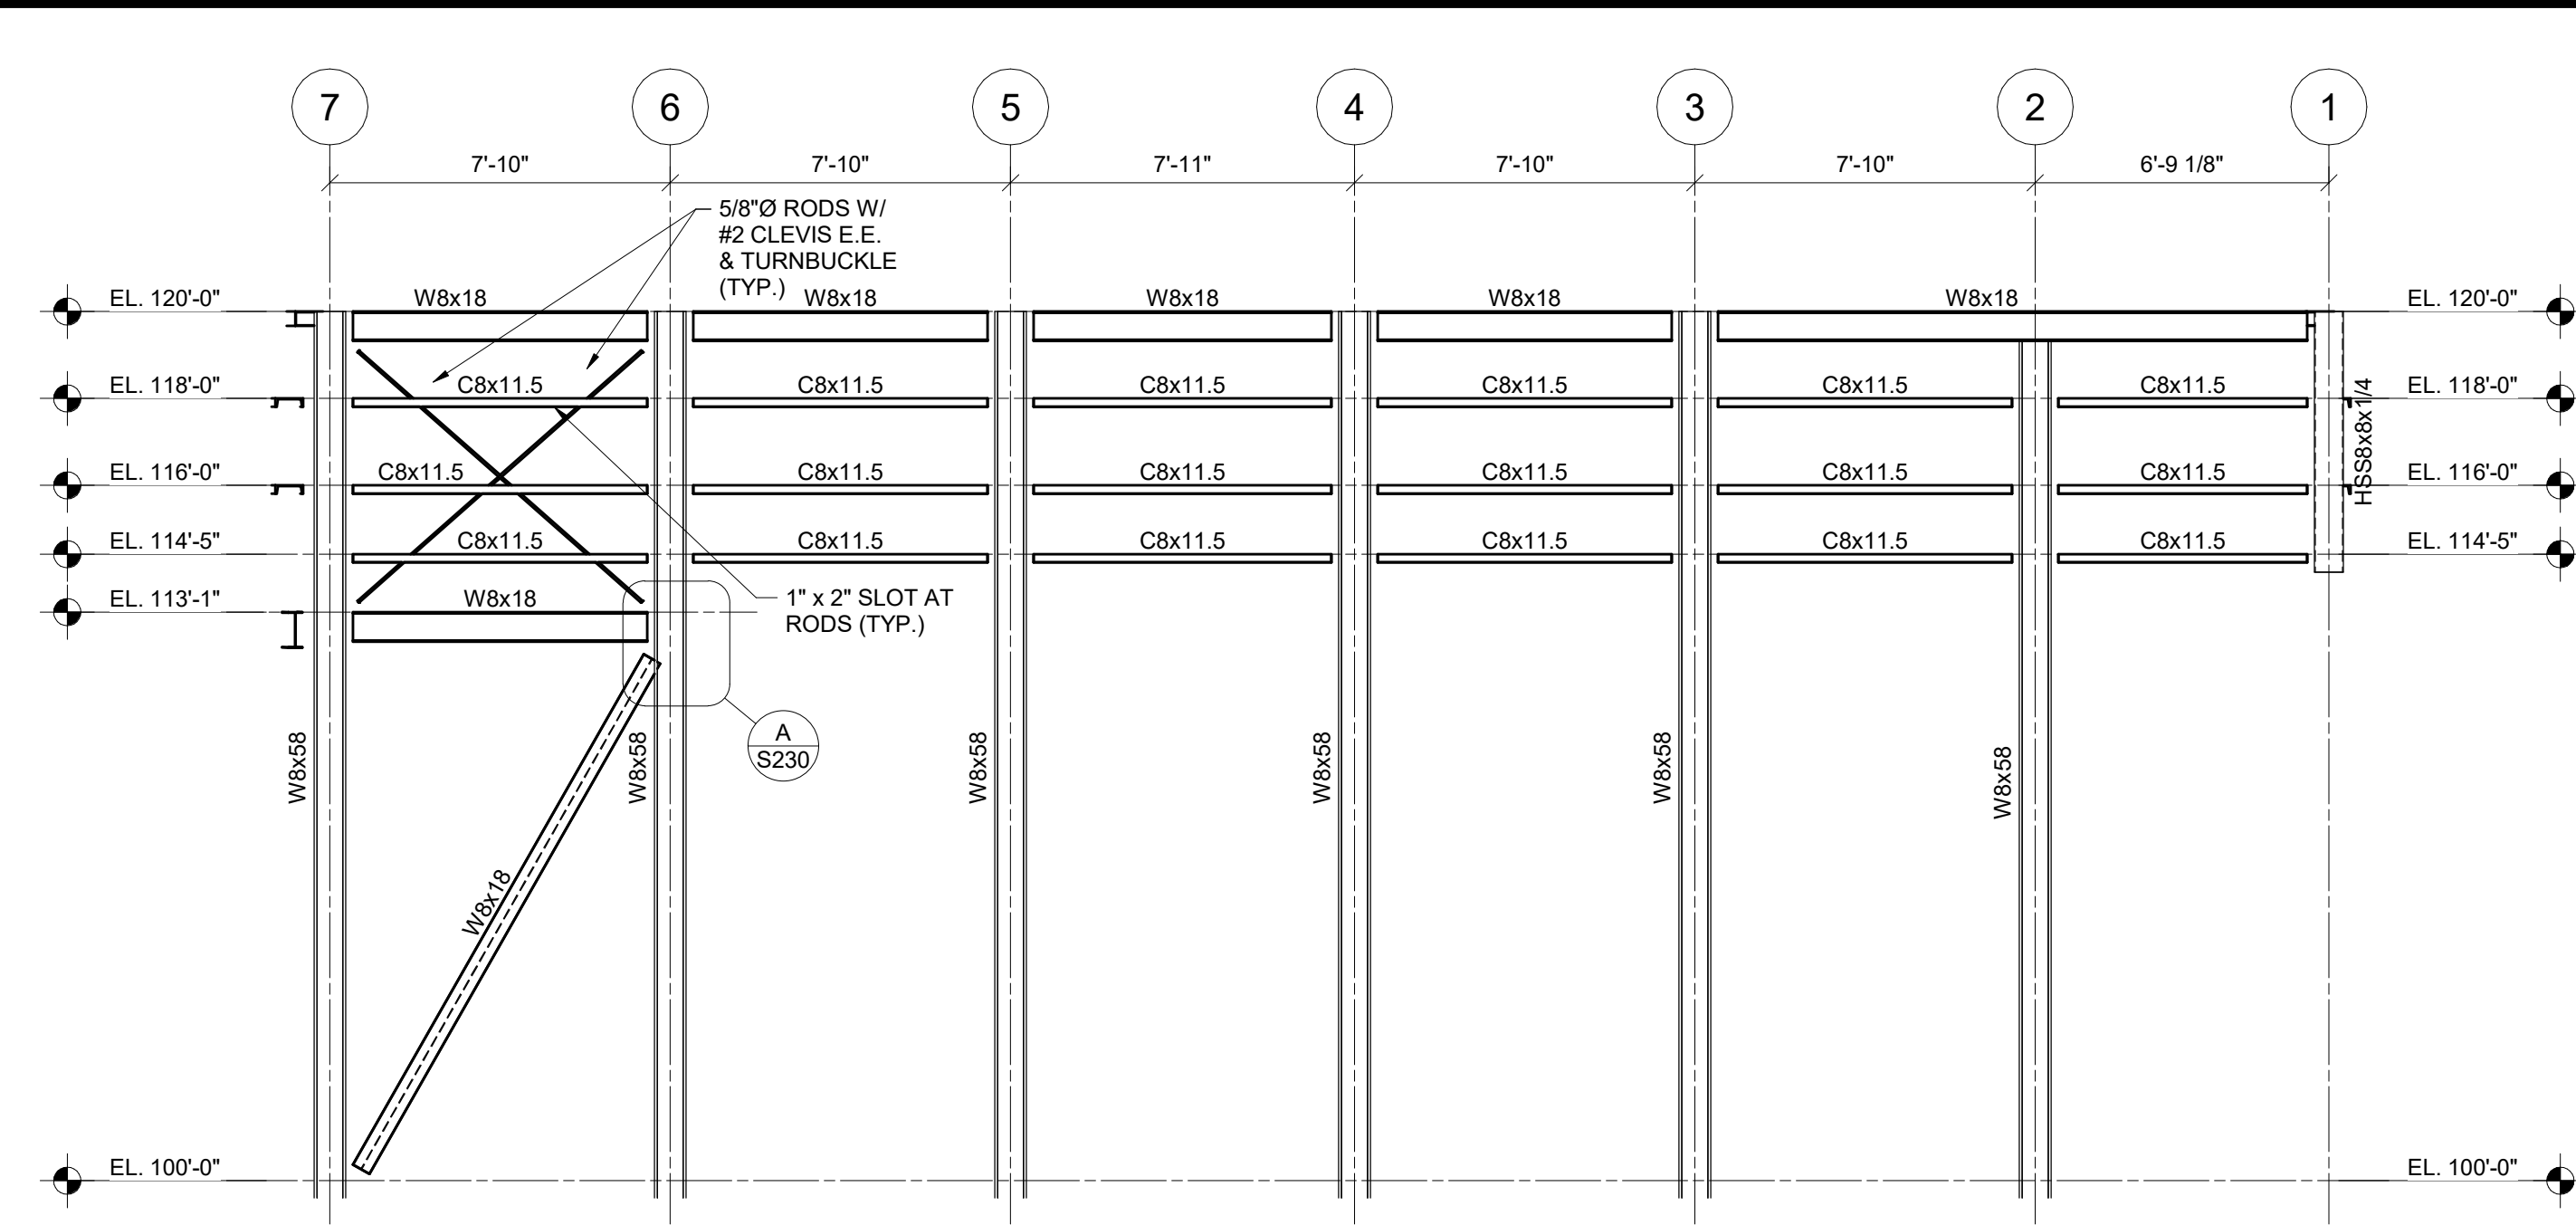 7 6 5 4 3 2 1
7'-10" 7'-10" 7'-11" 7'-10" 7'-10" 6'-9 1/8"
5/8"Ø RODS W/
#2 CLEVIS E.E.
& TURNBUCKLE
(TYP.)
EL. 120'-0" W8x18 W8x18 W8x18 W8x18 W8x18 EL. 120'-0"
EL. 118'-0" C8x11.5 C8x11.5 C8x11.5 C8x11.5 C8x11.5 C8x11.5 EL. 118'-0"
HSS8x8x1/4
EL. 116'-0" C8x11.5 C8x11.5 C8x11.5 C8x11.5 C8x11.5 C8x11.5 EL. 116'-0"
EL. 114'-5" C8x11.5 C8x11.5 C8x11.5 C8x11.5 C8x11.5 C8x11.5 EL. 114'-5"
EL. 113'-1" W8x18
1" x 2" SLOT AT
RODS (TYP.)
A
S230
W8x58 W8x58 W8x58 W8x58 W8x58 W8x58
W8x18
EL. 100'-0" EL. 100'-0"